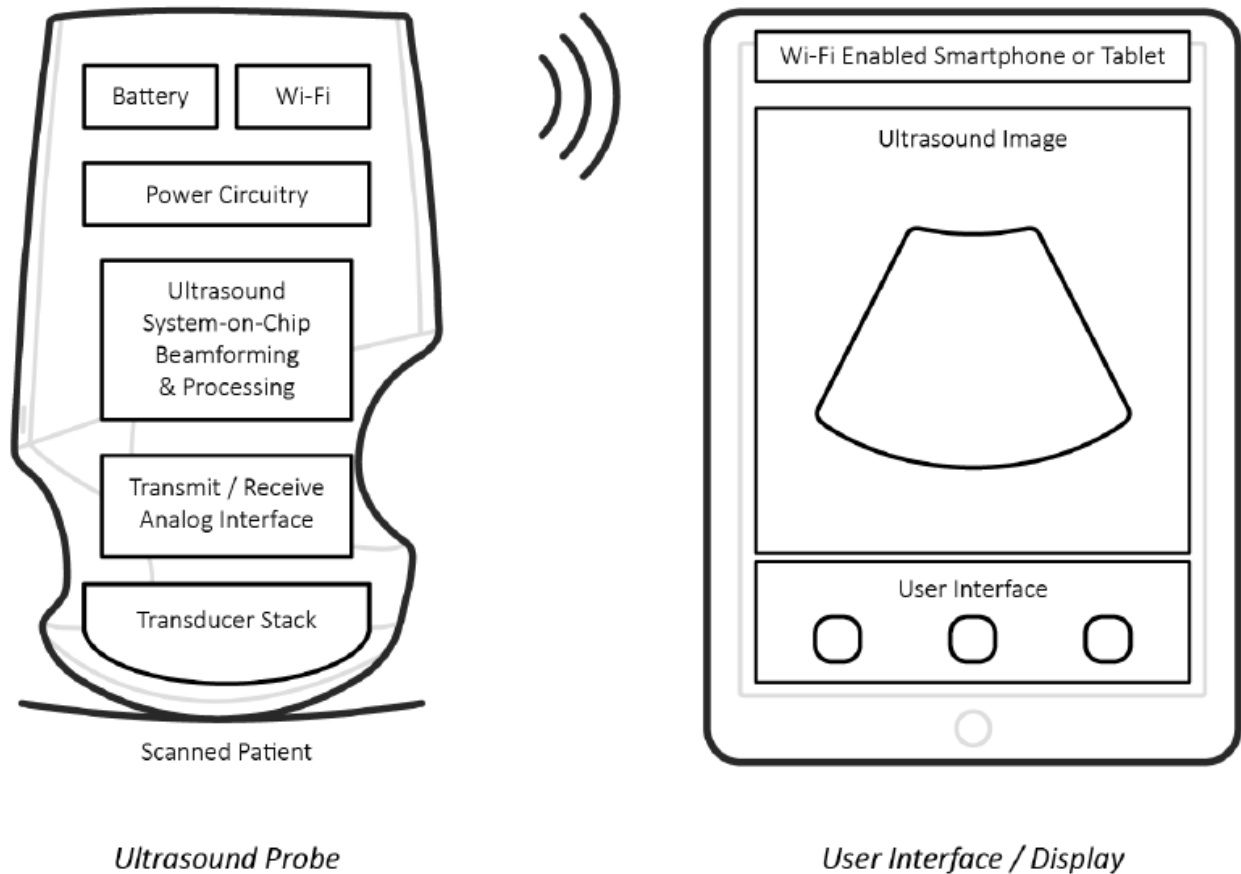 Battery
Wi-Fi
Power Circuitry
Ultrasound
System-on-Chip
Beamforming
& Processing
Transmit / Receive
Analog Interface
Transducer Stack
Scanned Patient
Ultrasound Probe
Wi-Fi Enabled Smartphone or Tablet
Ultrasound Image
User Interface
User Interface / Display